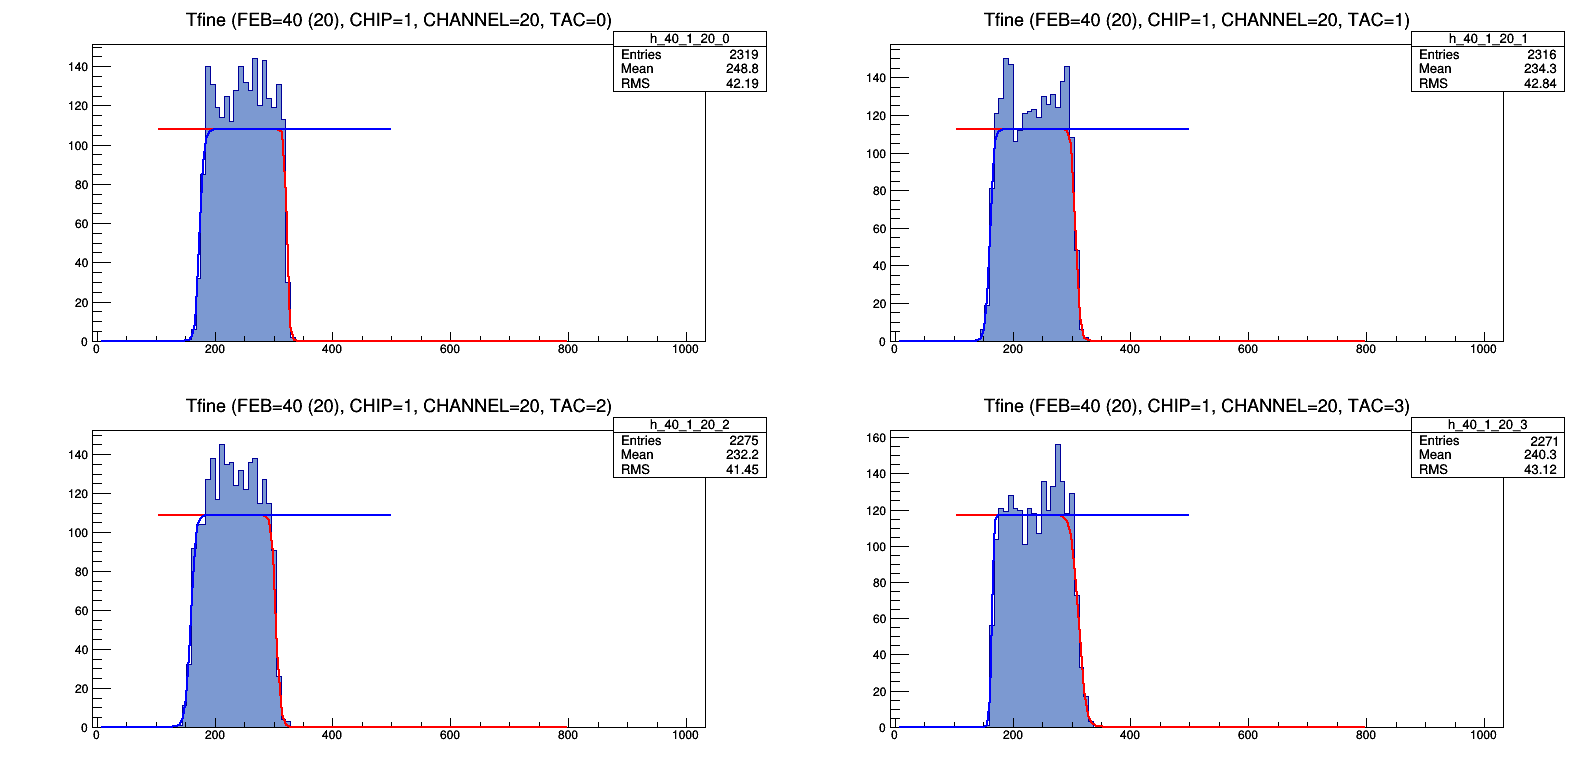 Tfine (FEB=40 (20), CHIP=1, CHANNEL=20, TAC=0)
h_40_1_20_0
Entries 2319
Mean 248.8
RMS 42.19
140
120
100
80
60
40
20
0
0 200 400 600 800 1000
Tfine (FEB=40 (20), CHIP=1, CHANNEL=20, TAC=1)
h_40_1_20_1
Entries 2316
Mean 234.3
RMS 42.84
140
120
100
80
60
40
20
0
0 200 400 600 800 1000
Tfine (FEB=40 (20), CHIP=1, CHANNEL=20, TAC=2)
h_40_1_20_2
Entries 2275
Mean 232.2
RMS 41.45
140
120
100
80
60
40
20
0
0 200 400 600 800 1000
Tfine (FEB=40 (20), CHIP=1, CHANNEL=20, TAC=3)
h_40_1_20_3
Entries 2271
Mean 240.3
RMS 43.12
160
140
120
100
80
60
40
20
0
0 200 400 600 800 1000